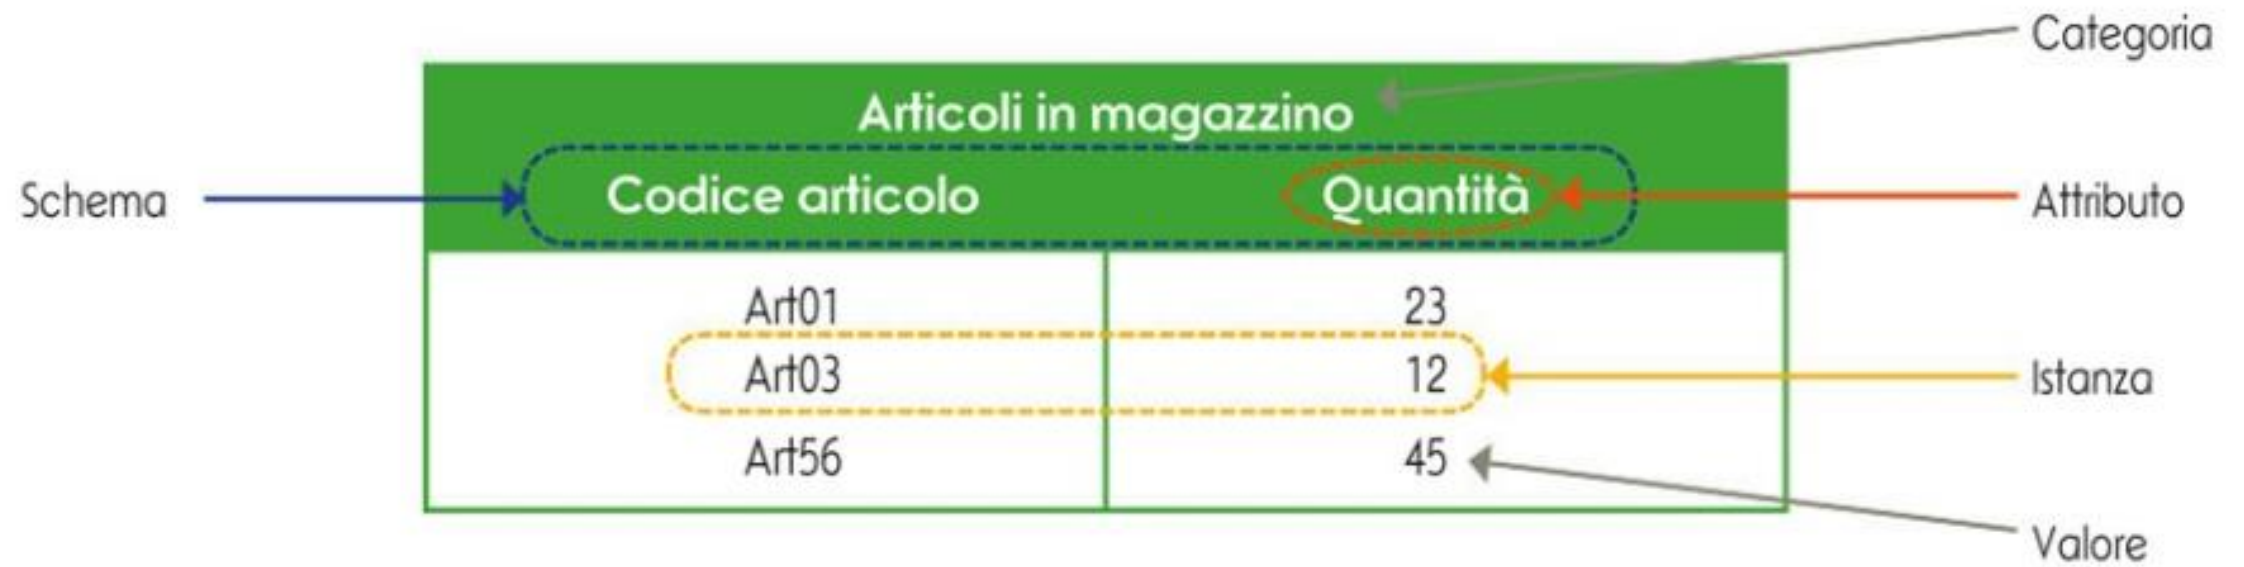 Categoria
Articoli in magazzino
Schema
Codice articolo Quantità
Attributo
Art01 23
Art03 12
Istanza
Art56 45
Valore